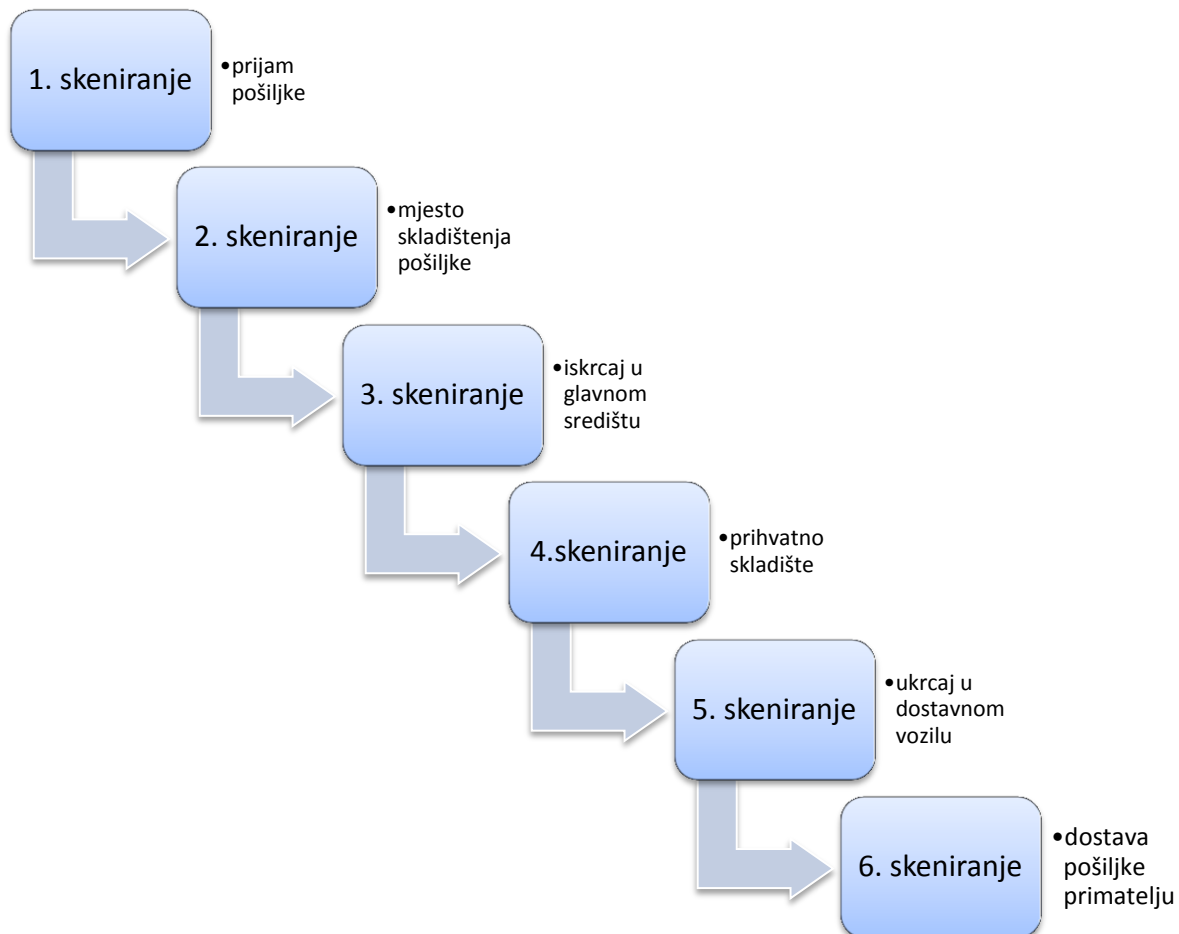 1. skeniranje
•prijam
pošiljke
2. skeniranje
•mjesto
skladištenja
pošiljke
3. skeniranje
•iskrcaj u
glavnom
središtu
4.skeniranje
•prihvatno
skladište
5. skeniranje
•ukrcaj u
dostavnom
vozilu
6. skeniranje
•dostava
pošiljke
primatelju